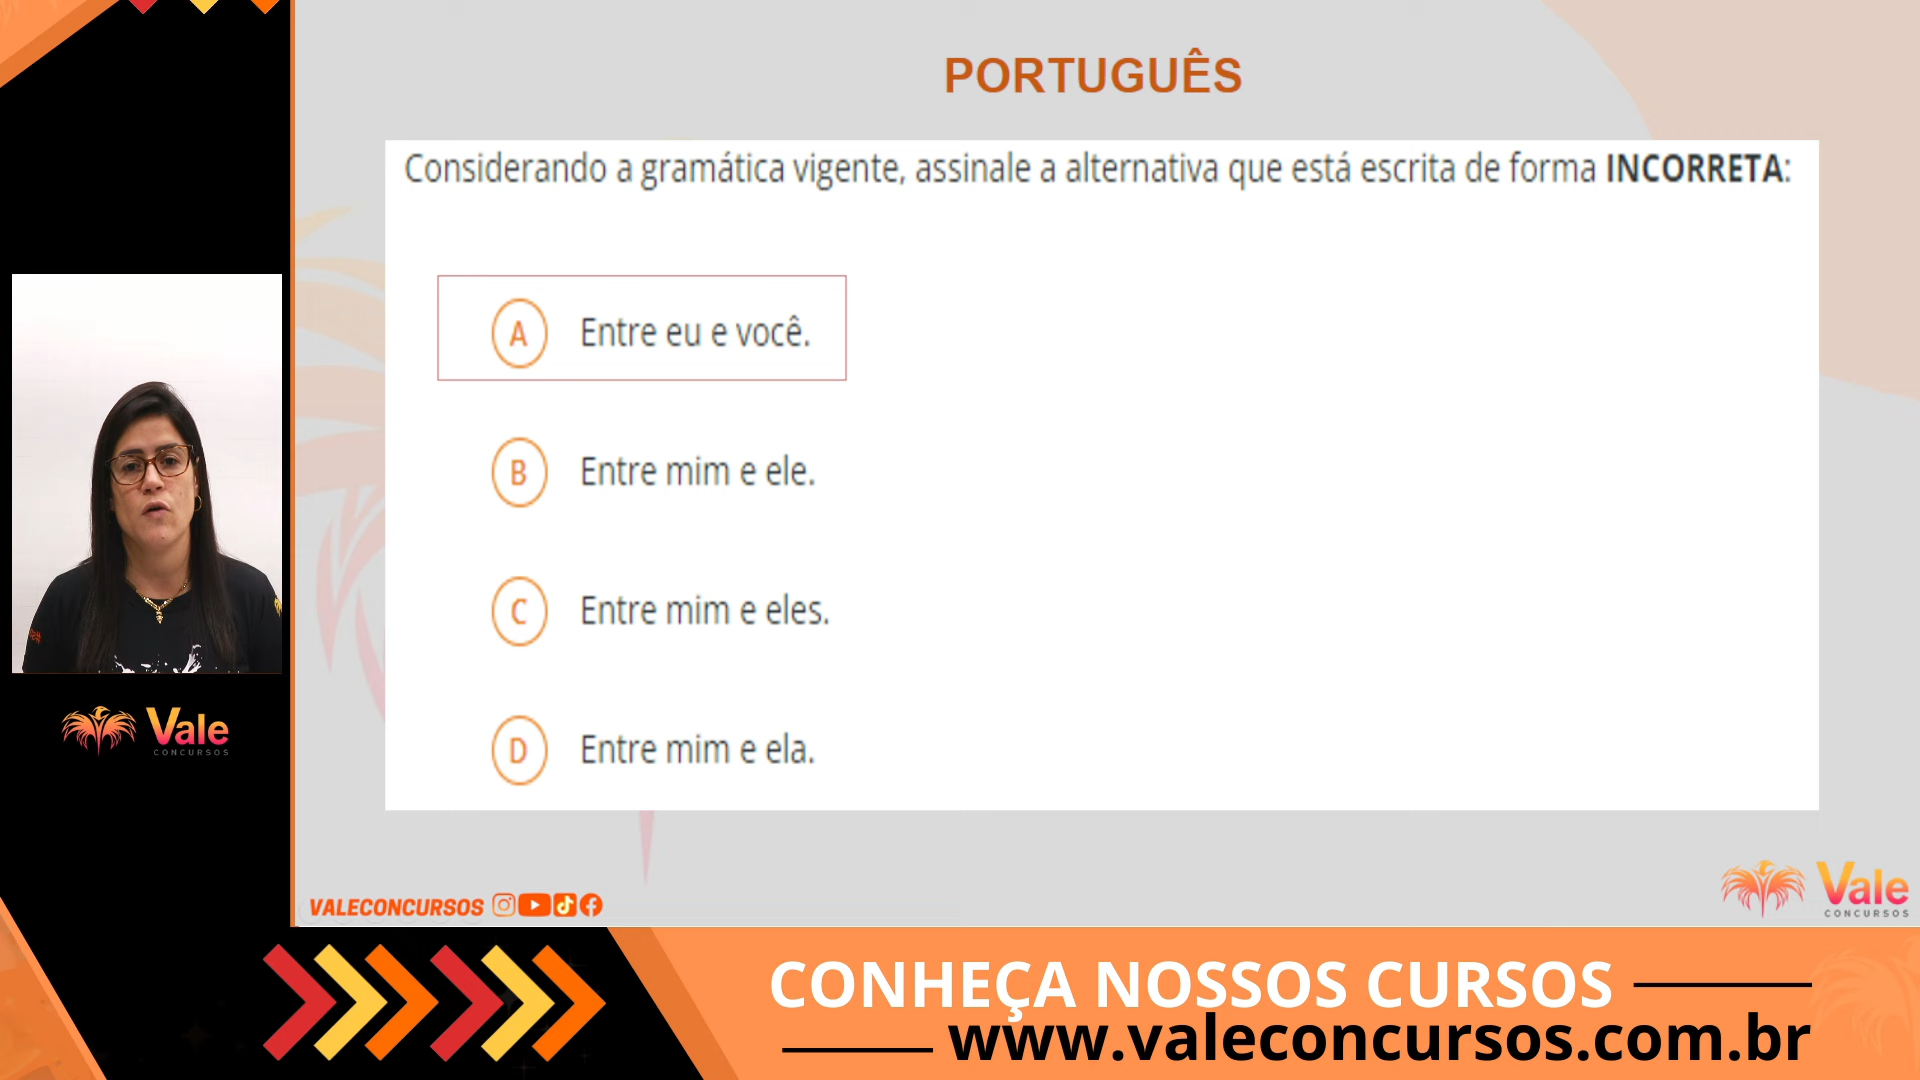 PORTUGUÊS
Considerando a gramática vigente, assinale a alternativa que está escrita de forma INCORRETA:
A Entre eu e você.
B Entre mim e ele.
C Entre mim e eles.
D Entre mim e ela.
Vale
CONCURSOS
VALECONCURSOS
Vale
CONCURSOS
CONHEÇA NOSSOS CURSOS
www.valeconcursos.com.br